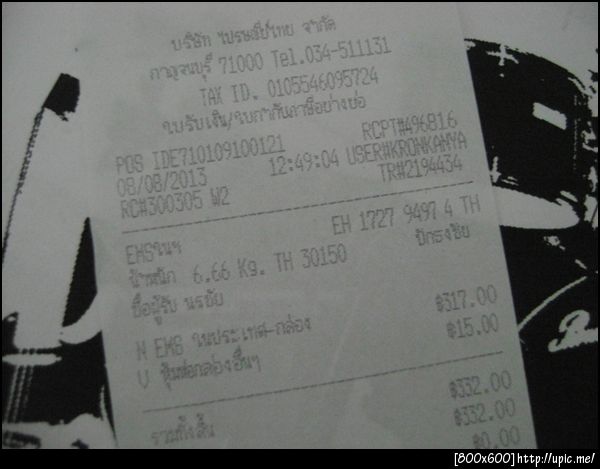 บริษัท ไปรษณีย์ไทย จำกัด
กาญจนบุรี 71000 Tel.034-511131
TAX ID. 0105546095724
ใบรับเงิน/ใบกำกับภาษีอย่างย่อ
POS IDE710109100121 RCPT#496816
08/08/2013 12:49:04 USER#KRONKANYA
RC#300305 W2 TR#2194434
EMSในฯ EH 1727 9497 4 TH
น้ำหนัก 6.66 Kg. TH 30150 ปักธงชัย
ชื่อผู้รับ นรชัย
N EMS ในประเทศ-กล่อง ฿317.00
V หุ้มห่อกล่องอื่นๆ ฿15.00
฿332.00
รวมทั้งสิ้น ฿332.00
฿0.00
[800x600]http://upic.me/